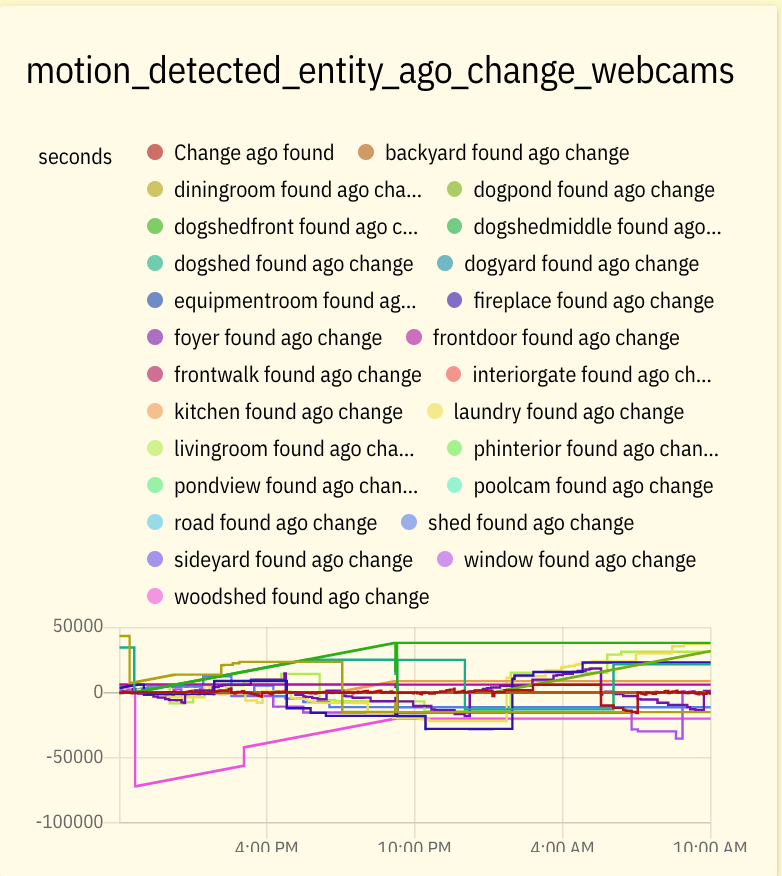 motion_detected_entity_ago_change_webcams
seconds
Change ago found backyard found ago change
diningroom found ago cha... dogpond found ago change
dogshedfront found ago c... dogshedmiddle found ago...
dogshed found ago change dogyard found ago change
equipmentroom found ag... fireplace found ago change
foyer found ago change frontdoor found ago change
frontwalk found ago change interiorgate found ago ch...
kitchen found ago change laundry found ago change
livingroom found ago cha... phinterior found ago chan...
pondview found ago chan... poolcam found ago change
road found ago change shed found ago change
sideyard found ago change window found ago change
woodshed found ago change
50000
0
-50000
-100000
4:00 PM 10:00 PM 4:00 AM 10:00 AM